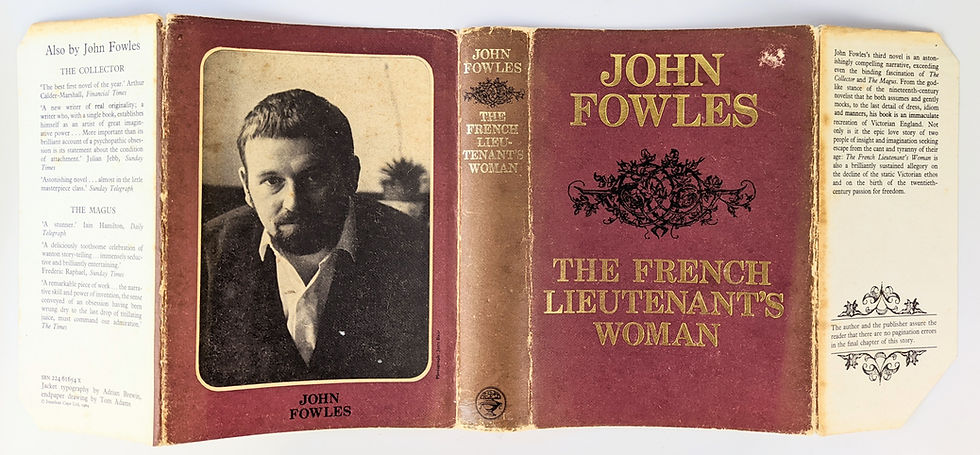 Also by John Fowles
THE COLLECTOR
'The best first novel of the year.' Arthur
Calder-Marshall, Financial Times
'A new writer of real originality; a
writer who, with a single book, establishes
himself as an artist of great imagin-
ative power . . . More important than its
brilliant account of a psychopathic obses-
sion is its statement about the condition
of attachment.' Julian Jebb, Sunday
Times
'Astonishing novel . . . almost in the little
masterpiece class.' Sunday Telegraph
THE MAGUS
'A stunner.' Iain Hamilton, Daily
Telegraph
'A deliciously toothsome celebration of
wanton story-telling . . immensely seduc-
tive and brilliantly entertaining.'
Frederic Raphael, Sunday Times
'A remarkable piece of work . . . the narra-
tive skill and power of invention, the sense
conveyed of an obsession having been
wrung dry to the last drop of titillating
juice, must command our admiration.'
The Times
SBN 224 61654 X
Jacket typography by Adrian Brewin,
endpaper drawing by Tom Adams
© Jonathan Cape Ltd, 1969
JOHN
FOWLES
JOHN
FOWLES
THE
FRENCH
LIEU-
TENANT'S
WOMAN
JOHN
FOWLES
THE FRENCH
LIEUTENANT'S
WOMAN
John Fowles's third novel is an aston-
ishingly compelling narrative, exceeding
even the binding fascination of The
Collector and The Magus. From the god-
like stance of the nineteenth-century
novelist that he both assumes and gently
mocks, to the last detail of dress, idiom
and manners, his book is an immaculate
recreation of Victorian England. Not
only is it the epic love story of two
people of insight and imagination seeking
escape from the cant and tyranny of their
age: The French Lieutenant's Woman is
also a brilliantly sustained allegory on
the decline of the static Victorian ethos
and on the birth of the twentieth-
century passion for freedom.
The author and the publisher assure the
reader that there are no pagination errors
in the final chapter of this story.